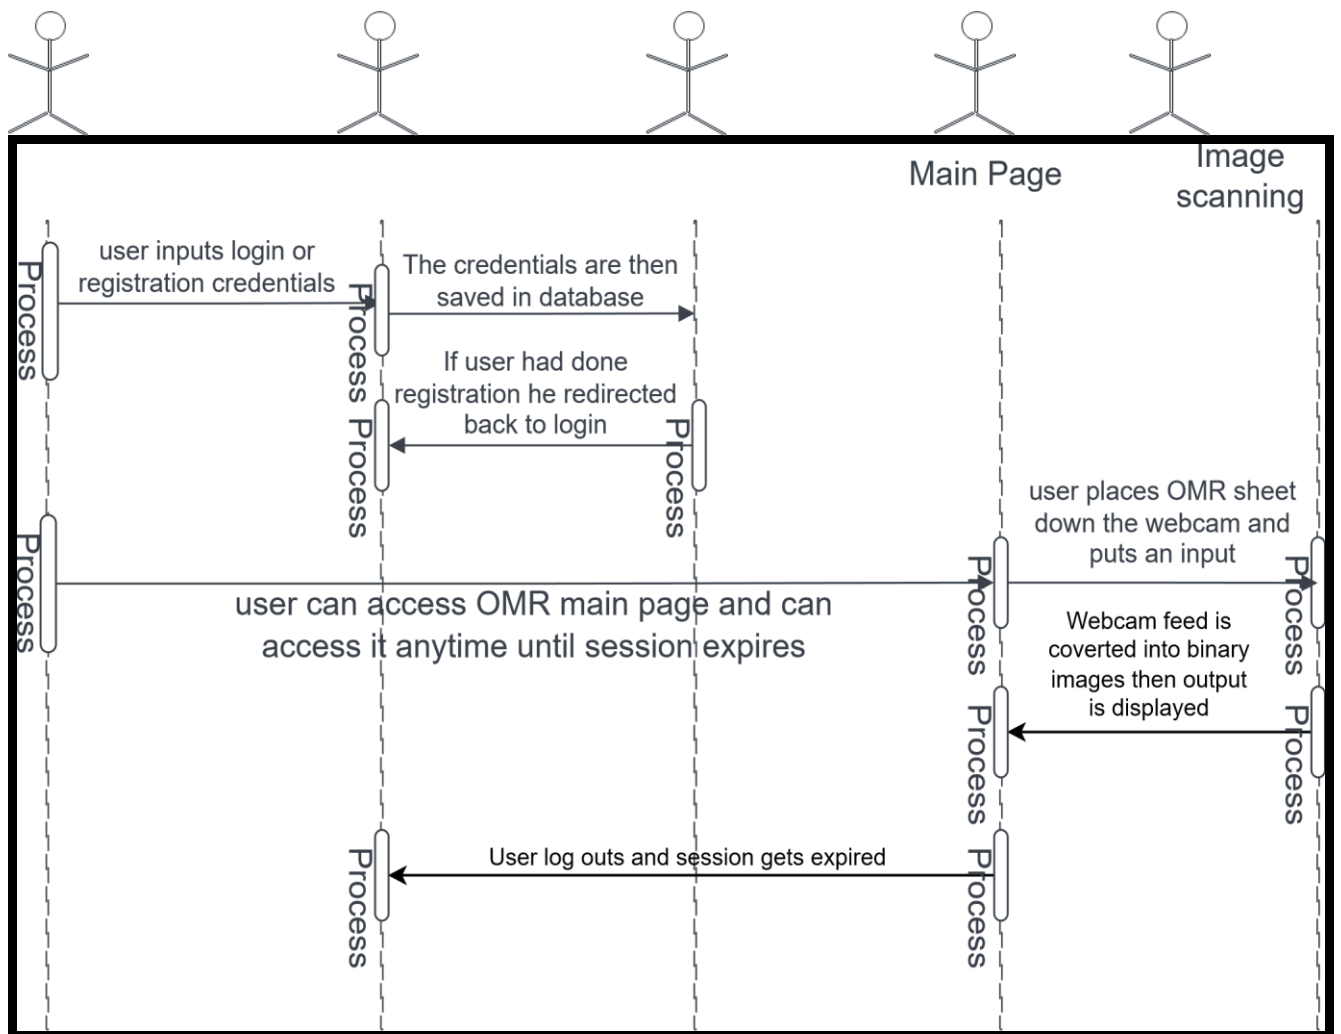 Main Page
Image
scanning
user inputs login or
registration credentials
The credentials are then
saved in database
Process
Process
If user had done
registration he redirected
back to login
Process
Process
user places OMR sheet
down the webcam and
puts an input
Process
Process
Process
user can access OMR main page and can
access it anytime until session expires
Webcam feed is
coverted into binary
images then output
is displayed
Process
Process
User log outs and session gets expired
Process
Process